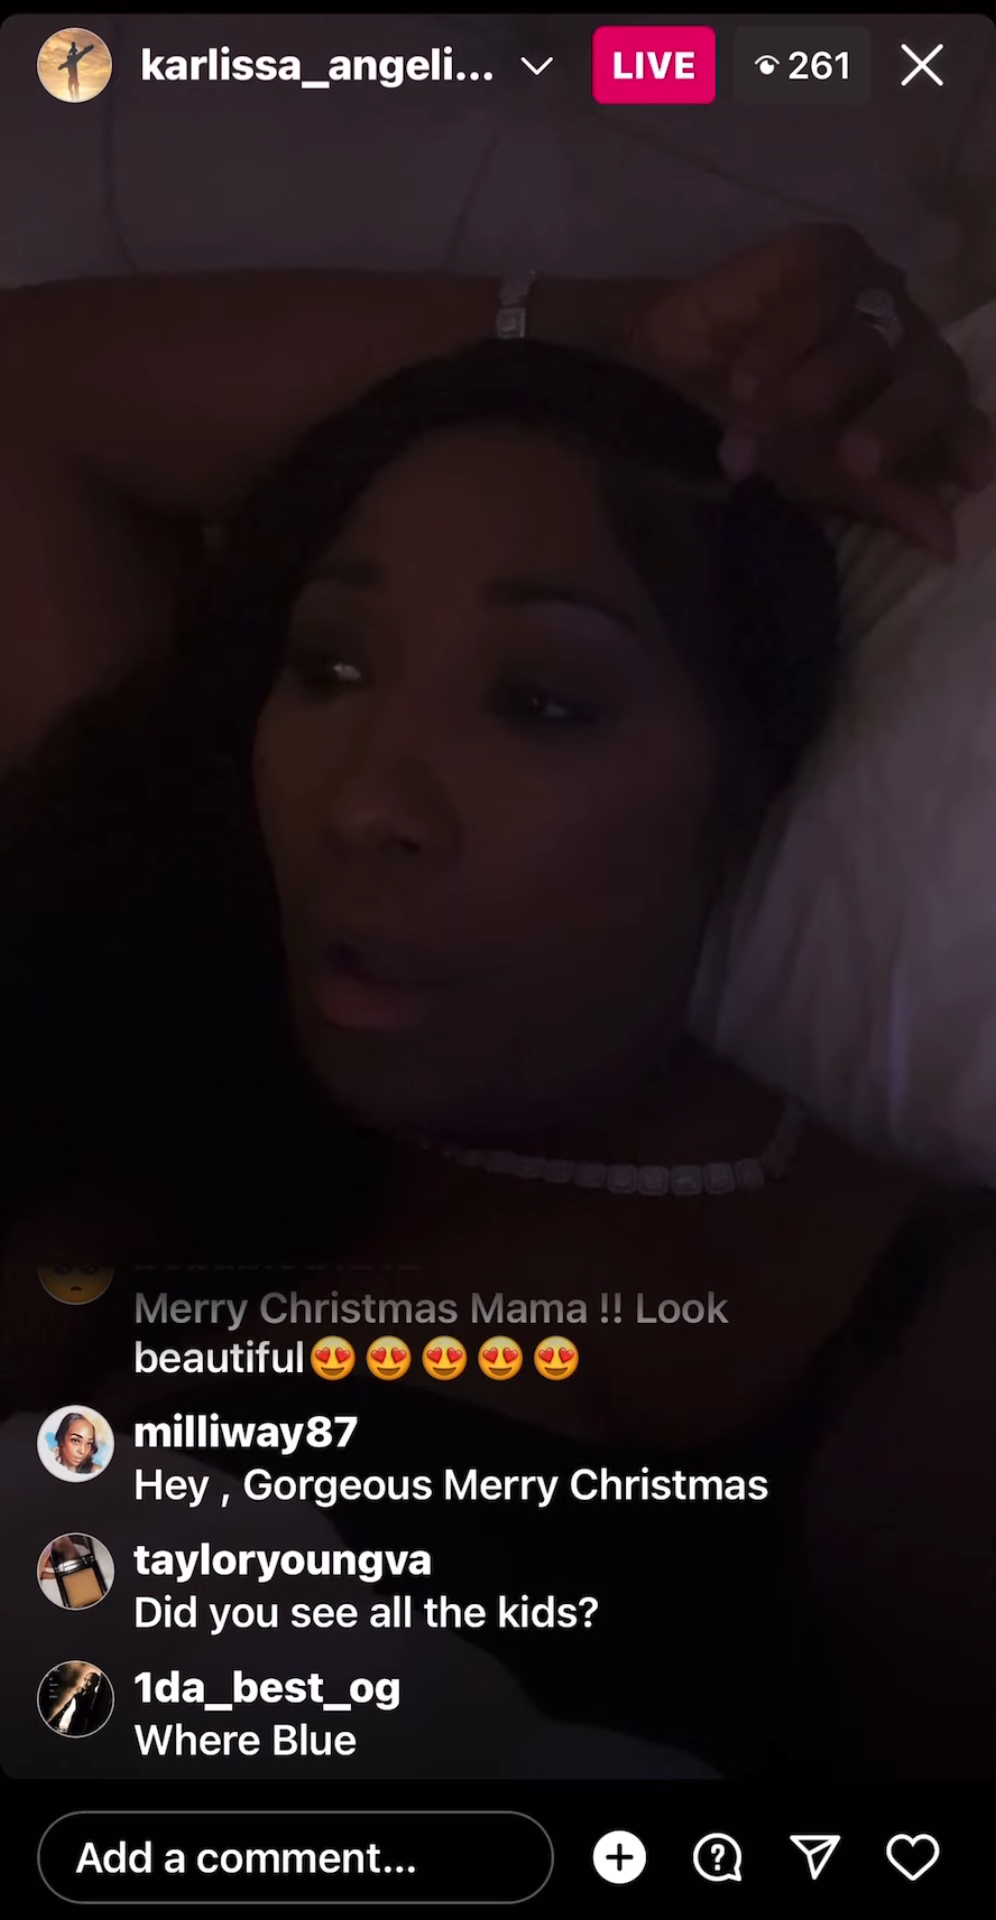 karlissa_angeli...
LIVE
261
Merry Christmas Mama !! Look
beautiful😍😍😍😍😍
milliway87
Hey , Gorgeous Merry Christmas
tayloryoungva
Did you see all the kids?
1da_best_og
Where Blue
Add a comment...